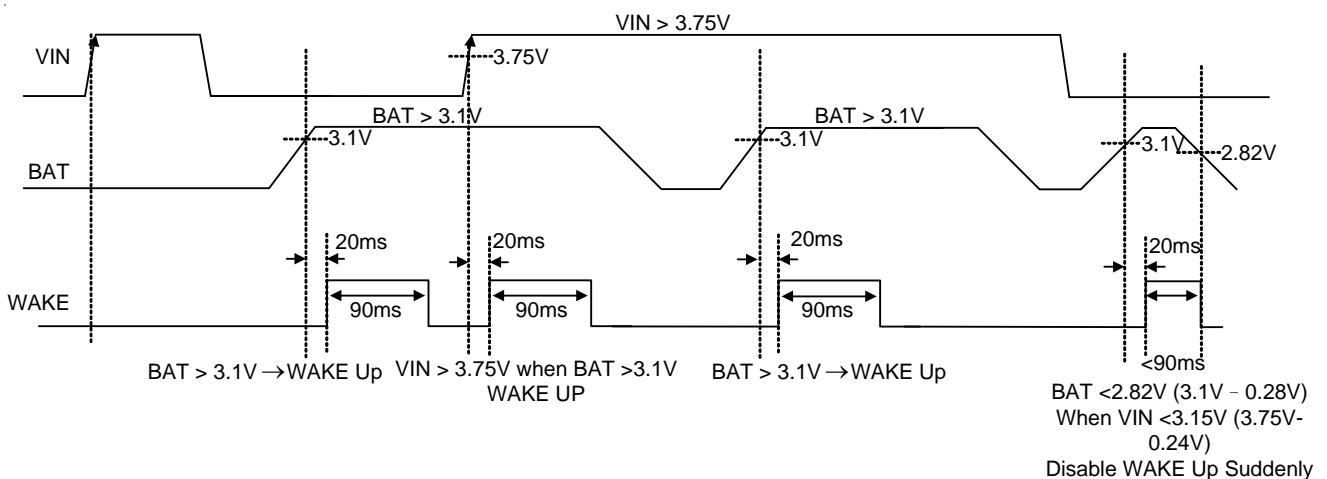 VIN > 3.75V
VIN
3.75V
BAT > 3.1V
BAT > 3.1V
3.1V
3.1V
3.1V
2.82V
BAT
20ms
20ms
20ms
20ms
WAKE
90ms
90ms
90ms
<90ms
BAT > 3.1V →WAKE Up
VIN > 3.75V when BAT >3.1V
WAKE UP
BAT > 3.1V →WAKE Up
BAT <2.82V (3.1V - 0.28V)
When VIN <3.15V (3.75V-
0.24V)
Disable WAKE Up Suddenly